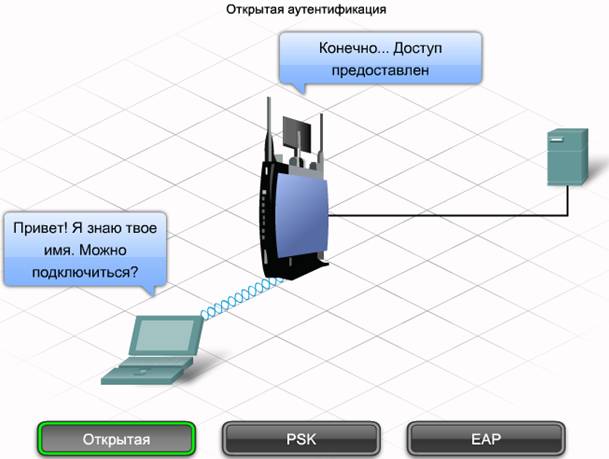 Открытая аутентификация
Конечно... Доступ
предоставлен
Привет! Я знаю твое
имя. Можно
подключиться?
Открытая
PSK
EAP